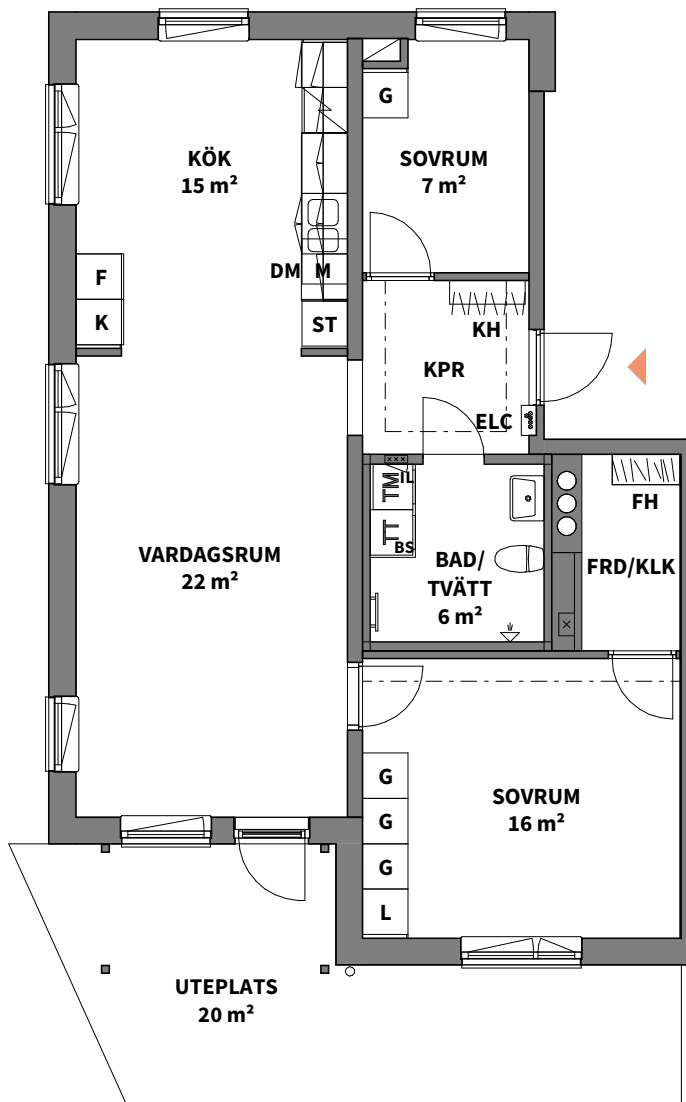 G
KÖK
15 m²
SOVRUM
7 m²
F
K
DM
M
ST
KH
KPR
ELC
TM
IL
TT
BS
BAD/
TVÄTT
6 m²
FH
FRD/KLK
VARDAGSRUM
22 m²
G
G
G
L
SOVRUM
16 m²
UTEPLATS
20 m²